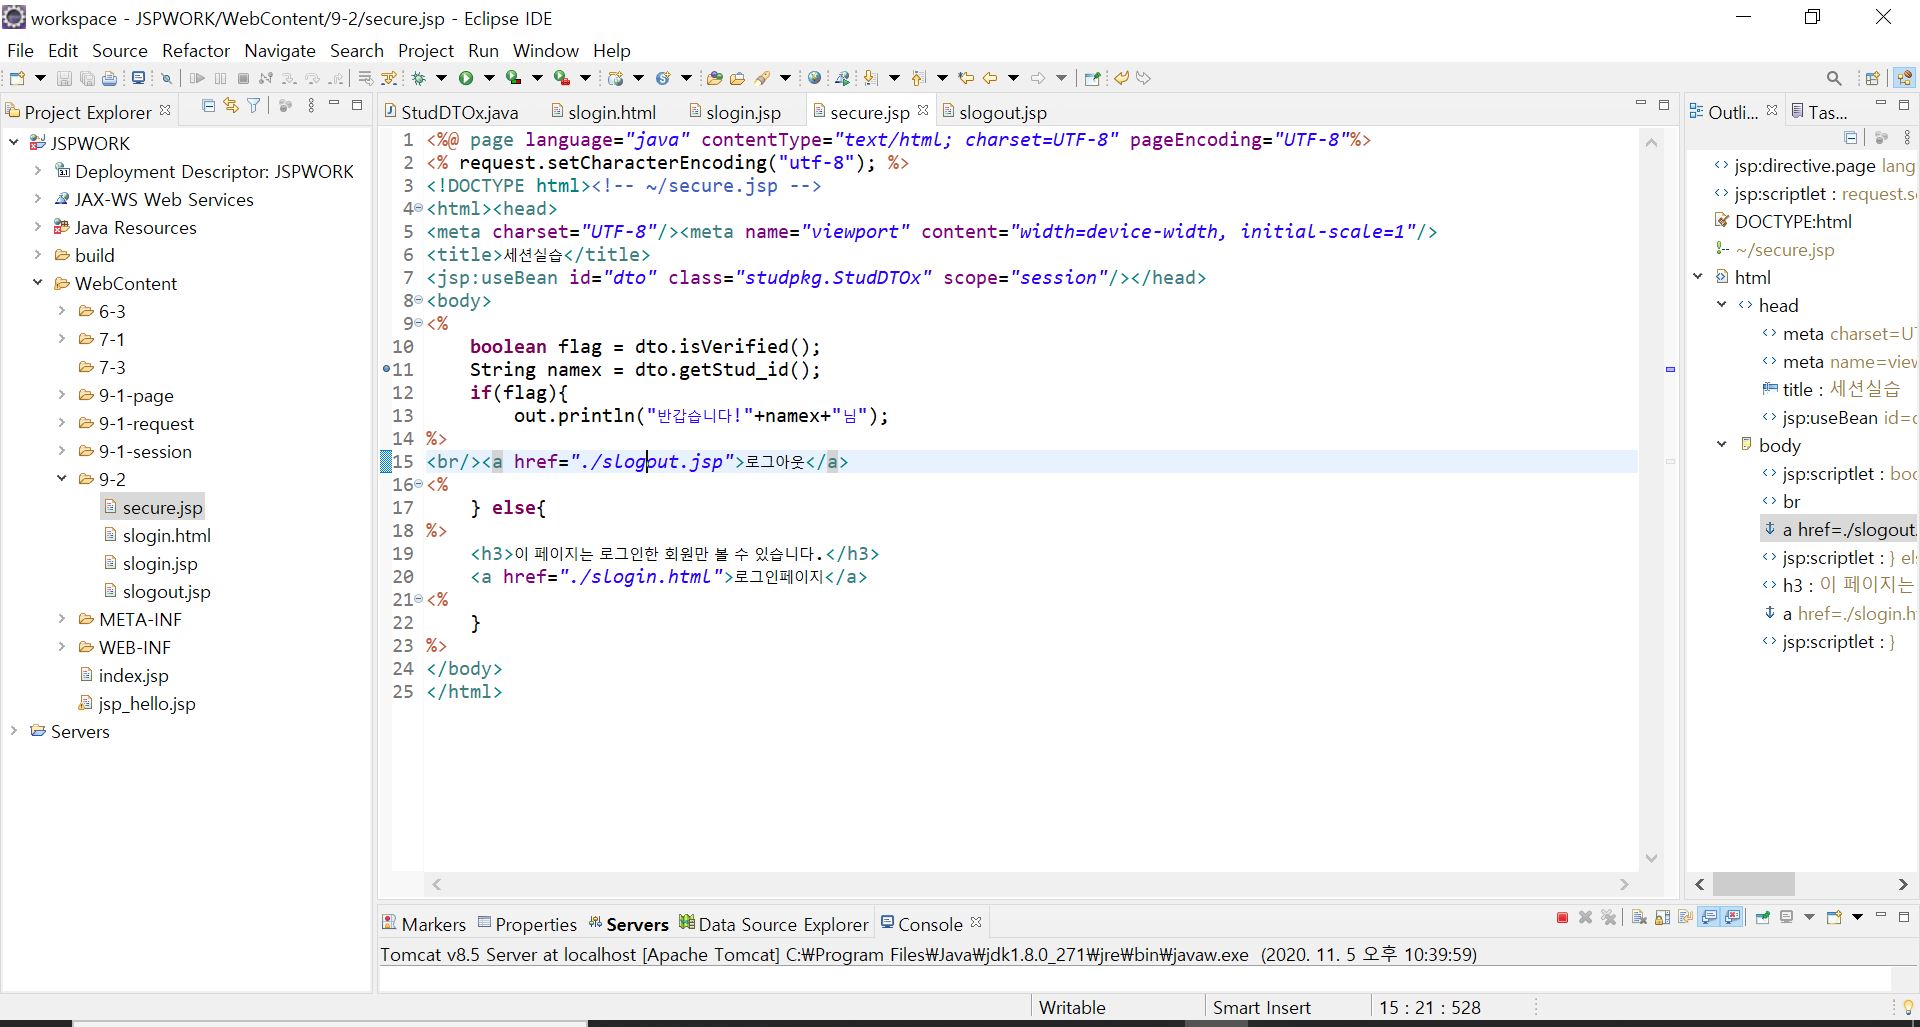 workspace - JSPWORK/WebContent/9-2/secure.jsp - Eclipse IDE
File Edit Source Refactor Navigate Search Project Run Window Help
Project Explorer
JSPWORK
Deployment Descriptor: JSPWORK
JAX-WS Web Services
Java Resources
build
WebContent
6-3
7-1
7-3
9-1-page
9-1-request
9-1-session
9-2
secure.jsp
slogin.html
slogin.jsp
slogout.jsp
META-INF
WEB-INF
index.jsp
jsp_hello.jsp
Servers
StudDTOx.java slogin.html slogin.jsp secure.jsp slogout.jsp
1 <%@ page language="java" contentType="text/html; charset=UTF-8" pageEncoding="UTF-8"%>
2 <% request.setCharacterEncoding("utf-8"); %>
3 <!DOCTYPE html><!-- ~/secure.jsp -->
4 <html><head>
5 <meta charset="UTF-8"/><meta name="viewport" content="width=device-width, initial-scale=1"/>
6 <title>세션실습</title>
7 <jsp:useBean id="dto" class="studpkg.StudDTOx" scope="session"/></head>
8 <body>
9 <%
10 boolean flag = dto.isVerified();
11 String namex = dto.getStud_id();
12 if(flag){
13 out.println("반갑습니다!"+namex+"님");
14 %>
15 <br/><a href="./slogout.jsp">로그아웃</a>
16 <%
17 } else{
18 %>
19 <h3>이 페이지는 로그인한 회원만 볼 수 있습니다.</h3>
20 <a href="./slogin.html">로그인페이지</a>
21 <%
22 }
23 %>
24 </body>
25 </html>
Outli... Tas...
jsp:directive.page lang
jsp:scriptlet : request.s
DOCTYPE:html
~/secure.jsp
html
head
meta charset=U
meta name=view
title : 세션실습
jsp:useBean id=
body
jsp:scriptlet : boo
br
a href=./slogout.
jsp:scriptlet : } el
h3 : 이 페이지는
a href=./slogin.h
jsp:scriptlet : }
Markers Properties Servers Data Source Explorer Console
Tomcat v8.5 Server at localhost [Apache Tomcat] C:₩Program Files₩Java₩jdk1.8.0_271₩jre₩bin₩javaw.exe (2020. 11. 5 오후 10:39:59)
Writable Smart Insert 15 : 21 : 528